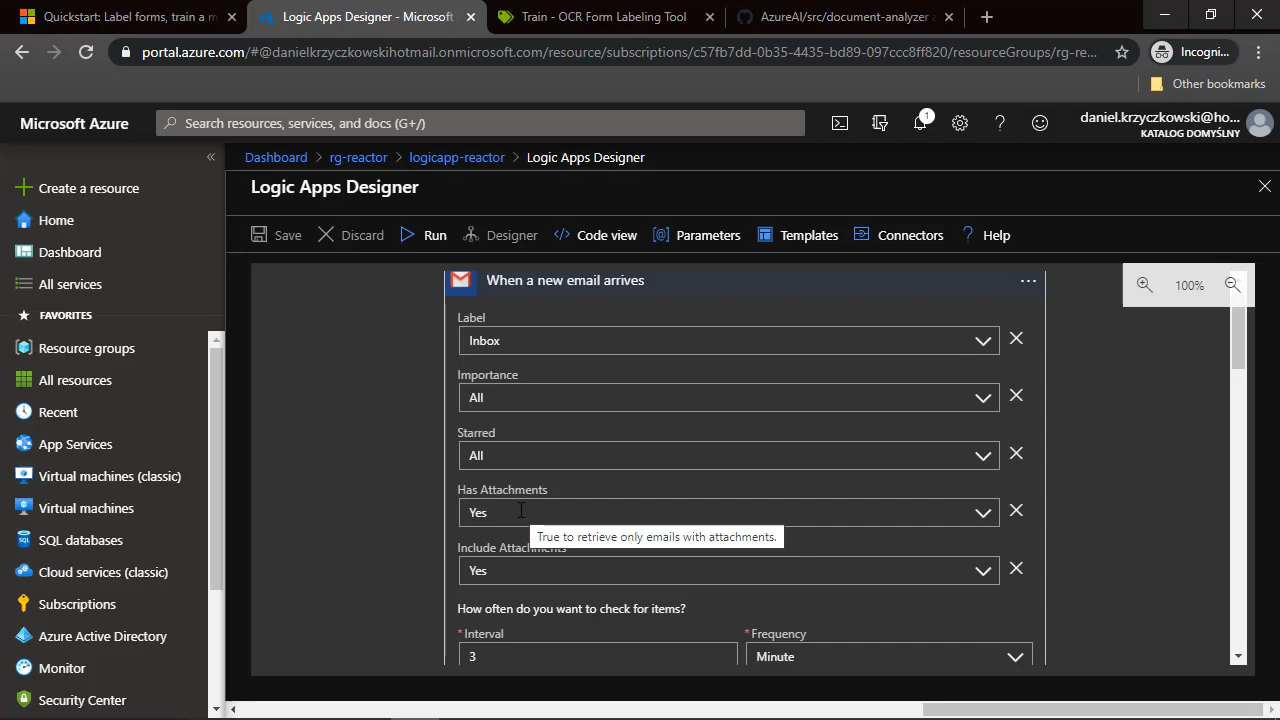 Quickstart: Label forms, train a m
Logic Apps Designer - Microsoft
Train - OCR Form Labeling Tool
AzureAI/src/document-analyzer a
portal.azure.com/#@danielkrzyczkowskihotmail.onmicrosoft.com/resource/subscriptions/c57fb7dd-0b35-4435-bd89-097ccc8ff820/resourceGroups/rg-re...
Incogni...
Other bookmarks
Microsoft Azure
Search resources, services, and docs (G+/)
1
daniel.krzyczkowski@ho...
KATALOG DOMYŚLNY
Create a resource
Home
Dashboard
All services
FAVORITES
Resource groups
All resources
Recent
App Services
Virtual machines (classic)
Virtual machines
SQL databases
Cloud services (classic)
Subscriptions
Azure Active Directory
Monitor
Security Center
Dashboard > rg-reactor > logicapp-reactor > Logic Apps Designer
Logic Apps Designer
Save Discard Run Designer Code view Parameters Templates Connectors Help
100%
When a new email arrives
Label
Inbox
Importance
All
Starred
All
Has Attachments
Yes
True to retrieve only emails with attachments.
Include Attachments
Yes
How often do you want to check for items?
*Interval
3
*Frequency
Minute